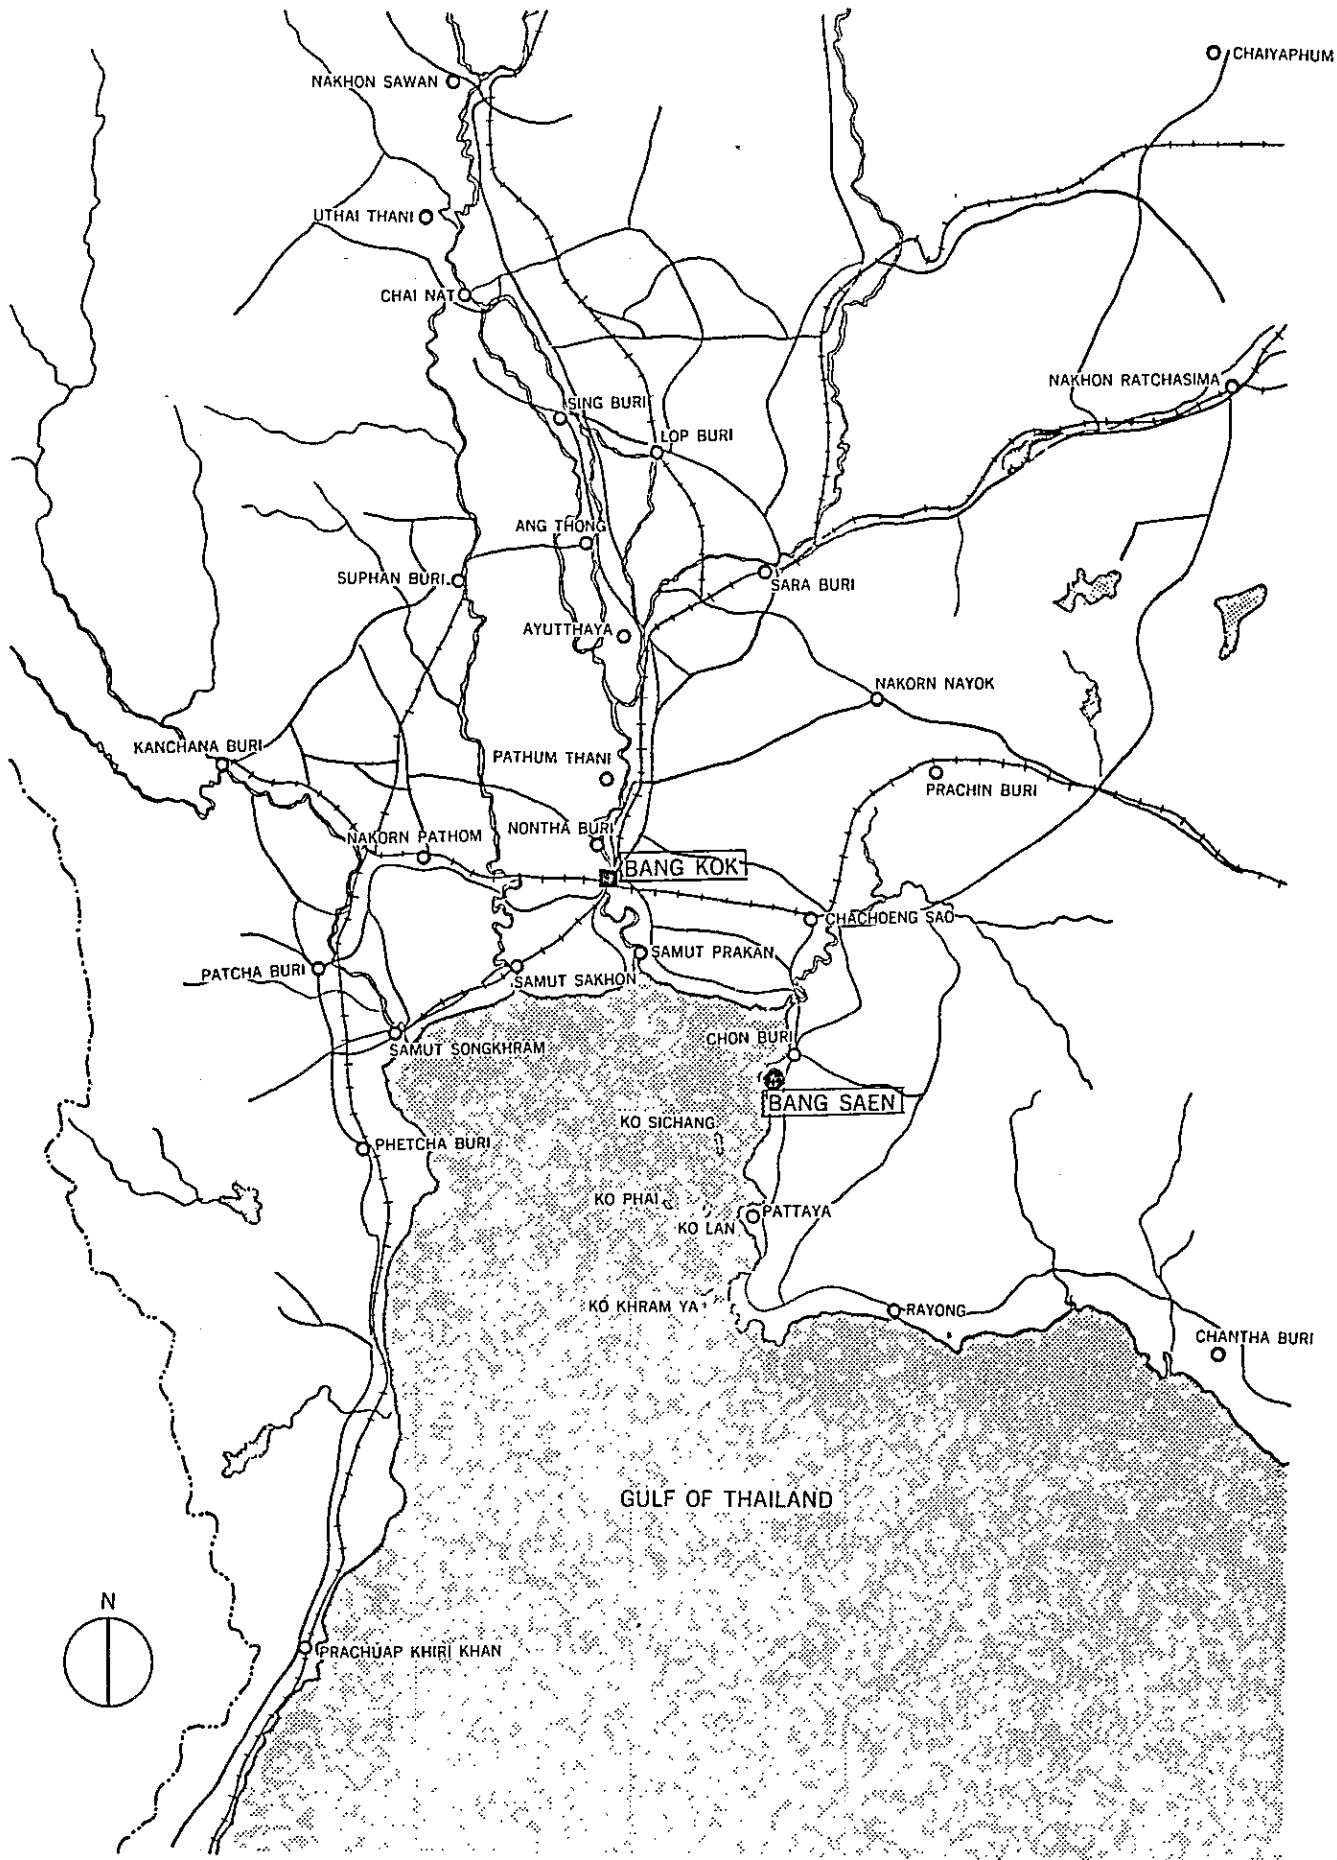 CHAIYAPHUM
NAKHON SAWAN
UTHAI THANI
CHAI NAT
NAKHON RATCHASIMA
SING BURI
LOP BURI
ANG THONG
SUPHAN BURI
SARA BURI
AYUTTHAYA
NAKORN NAYOK
KANCHANA BURI
PATHUM THANI
PRACHIN BURI
NONTHA BURI
NAKORN PATHOM
BANG KOK
CHACHOENG SAO
SAMUT PRAKAN
PATCHA BURI
SAMUT SAKHON
CHON BURI
SAMUT SONGKHRAM
BANG SAEN
KO SICHANG
PHETCHA BURI
KO PHAI
PATTAYA
KO LAN
KO KHRAM YA
RAYONG
CHANTHA BURI
GULF OF THAILAND
N
PRACHUAP KHIRI KHAN